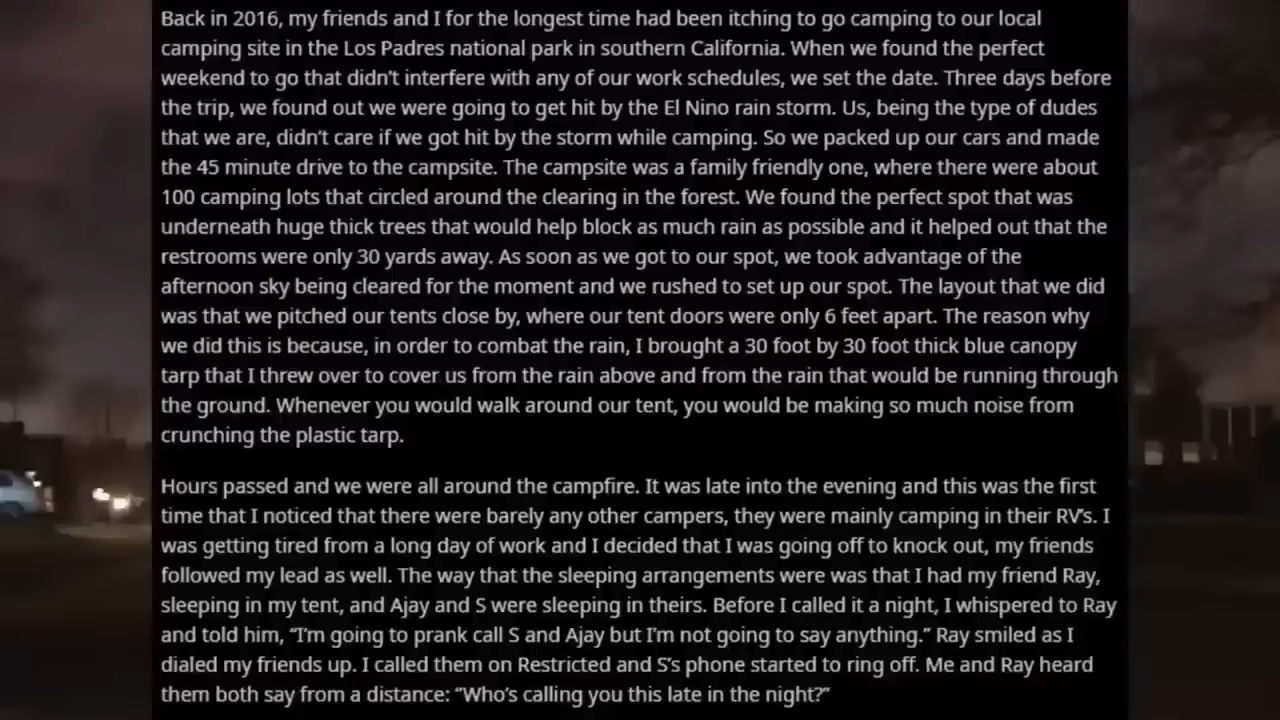 Back in 2016, my friends and I for the longest time had been itching to go camping to our local
camping site in the Los Padres national park in southern California. When we found the perfect
weekend to go that didn't interfere with any of our work schedules, we set the date. Three days before
the trip, we found out we were going to get hit by the El Nino rain storm. Us, being the type of dudes
that we are, didn't care if we got hit by the storm while camping. So we packed up our cars and made
the 45 minute drive to the campsite. The campsite was a family friendly one, where there were about
100 camping lots that circled around the clearing in the forest. We found the perfect spot that was
underneath huge thick trees that would help block as much rain as possible and it helped out that the
restrooms were only 30 yards away. As soon as we got to our spot, we took advantage of the
afternoon sky being cleared for the moment and we rushed to set up our spot. The layout that we did
was that we pitched our tents close by, where our tent doors were only 6 feet apart. The reason why
we did this is because, in order to combat the rain, I brought a 30 foot by 30 foot thick blue canopy
tarp that I threw over to cover us from the rain above and from the rain that would be running through
the ground. Whenever you would walk around our tent, you would be making so much noise from
crunching the plastic tarp.
Hours passed and we were all around the campfire. It was late into the evening and this was the first
time that I noticed that there were barely any other campers, they were mainly camping in their RV's. I
was getting tired from a long day of work and I decided that I was going off to knock out, my friends
followed my lead as well. The way that the sleeping arrangements were was that I had my friend Ray,
sleeping in my tent, and Ajay and S were sleeping in theirs. Before I called it a night, I whispered to Ray
and told him, “I'm going to prank call S and Ajay but I'm not going to say anything.” Ray smiled as I
dialed my friends up. I called them on Restricted and S's phone started to ring off. Me and Ray heard
them both say from a distance: “Who's calling you this late in the night?”